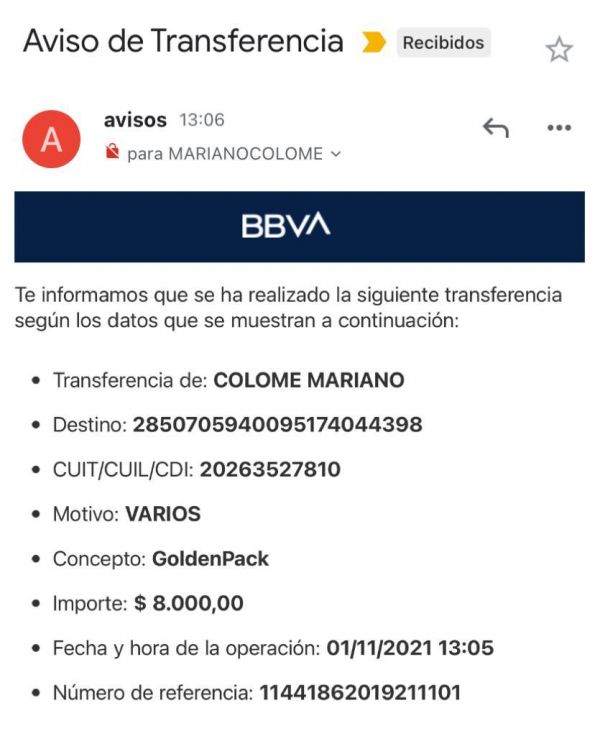 Aviso de Transferencia Recibidos
avisos 13:06
A
para MARIANOCOLOME
BBVA
Te informamos que se ha realizado la siguiente transferencia
según los datos que se muestran a continuación:
• Transferencia de: COLOME MARIANO
• Destino: 2850705940095174044398
• CUIT/CUIL/CDI: 20263527810
• Motivo: VARIOS
• Concepto: GoldenPack
• Importe: $ 8.000,00
• Fecha y hora de la operación: 01/11/2021 13:05
• Número de referencia: 11441862019211101